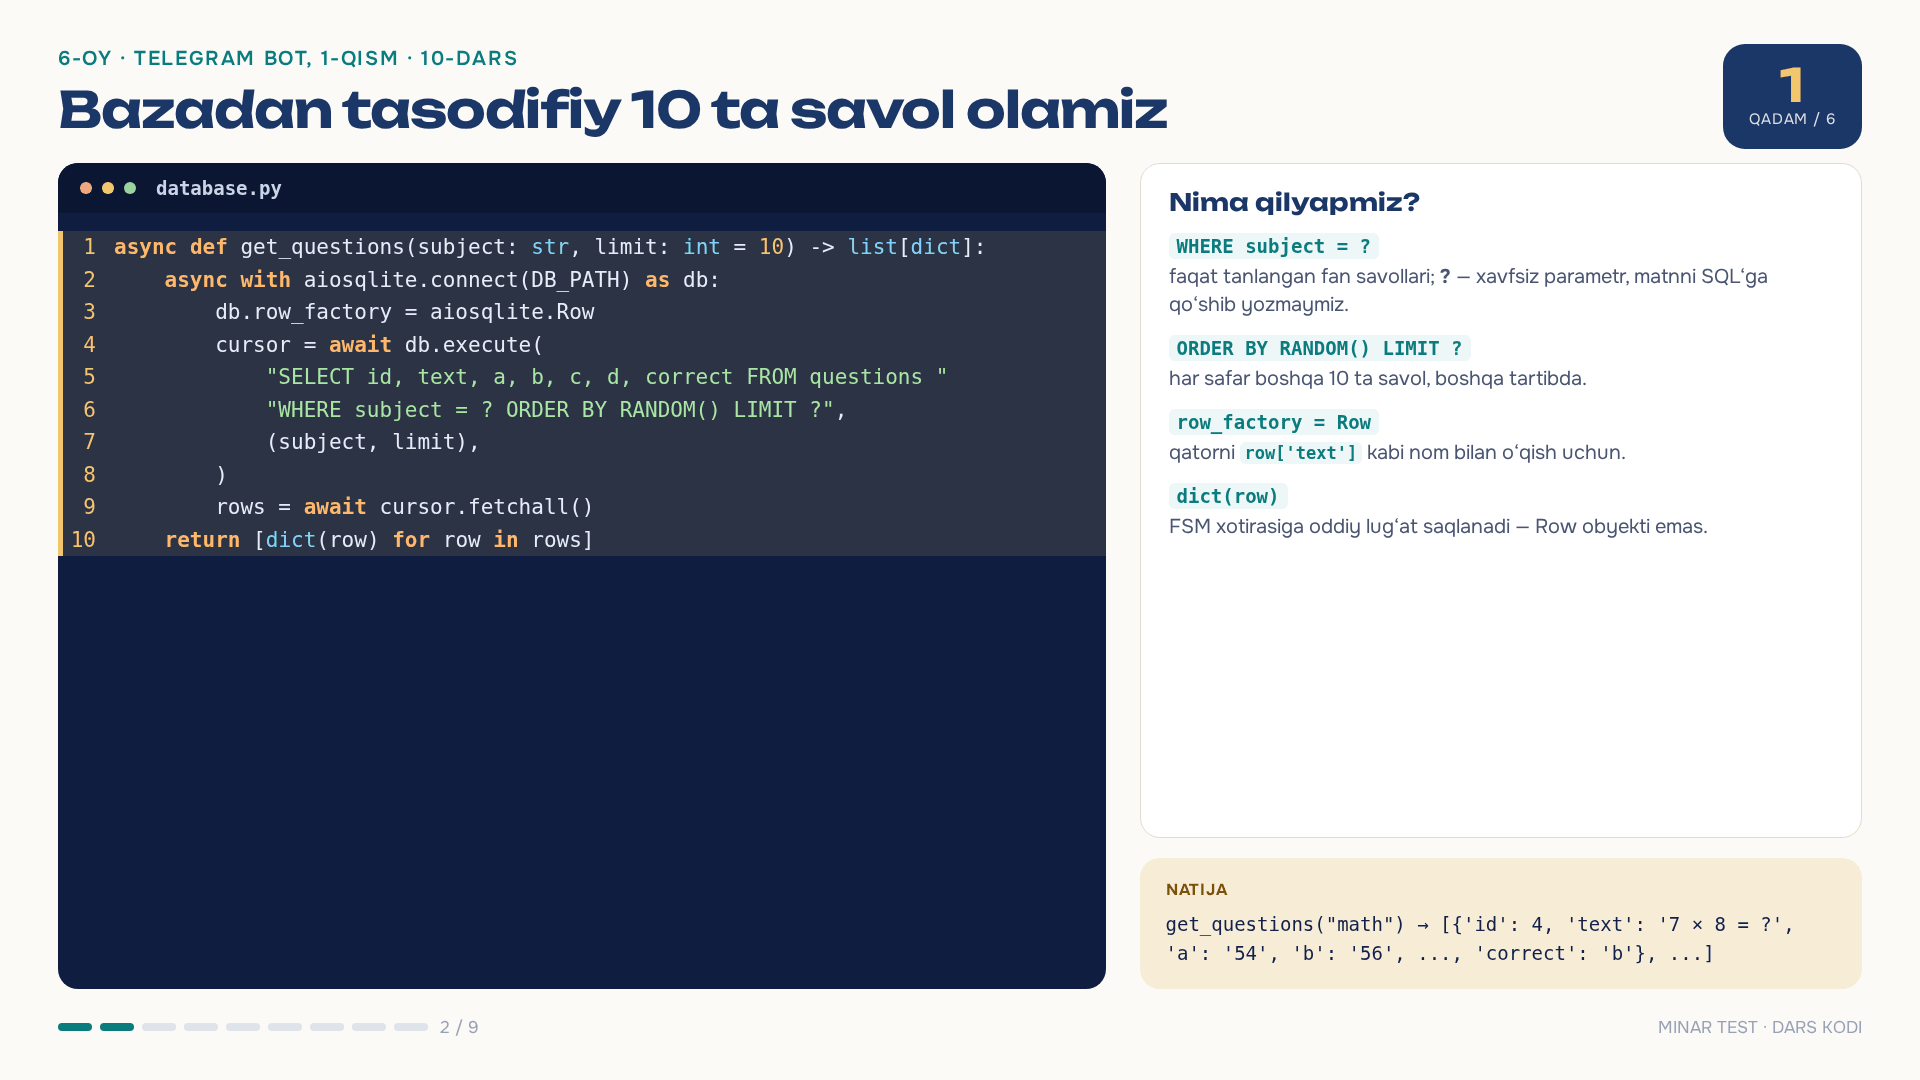 6-OY · TELEGRAM BOT, 1-QISM · 10-DARS
Bazadan tasodifiy 10 ta savol olamiz
1
QADAM / 6
database.py
1 async def get_questions(subject: str, limit: int = 10) -> list[dict]:
2     async with aiosqlite.connect(DB_PATH) as db:
3         db.row_factory = aiosqlite.Row
4         cursor = await db.execute(
5             "SELECT id, text, a, b, c, d, correct FROM questions "
6             "WHERE subject = ? ORDER BY RANDOM() LIMIT ?",
7             (subject, limit),
8         )
9         rows = await cursor.fetchall()
10     return [dict(row) for row in rows]
Nima qilyapmiz?
WHERE subject = ?
faqat tanlangan fan savollari; ? — xavfsiz parametr, matnni SQL‘ga
qo‘shib yozmaymiz.
ORDER BY RANDOM() LIMIT ?
har safar boshqa 10 ta savol, boshqa tartibda.
row_factory = Row
qatorni row['text'] kabi nom bilan o‘qish uchun.
dict(row)
FSM xotirasiga oddiy lug‘at saqlanadi — Row obyekti emas.
NATIJA
get_questions("math") → [{'id': 4, 'text': '7 × 8 = ?',
'a': '54', 'b': '56', ..., 'correct': 'b'}, ...]
2 / 9
MINAR TEST · DARS KODI